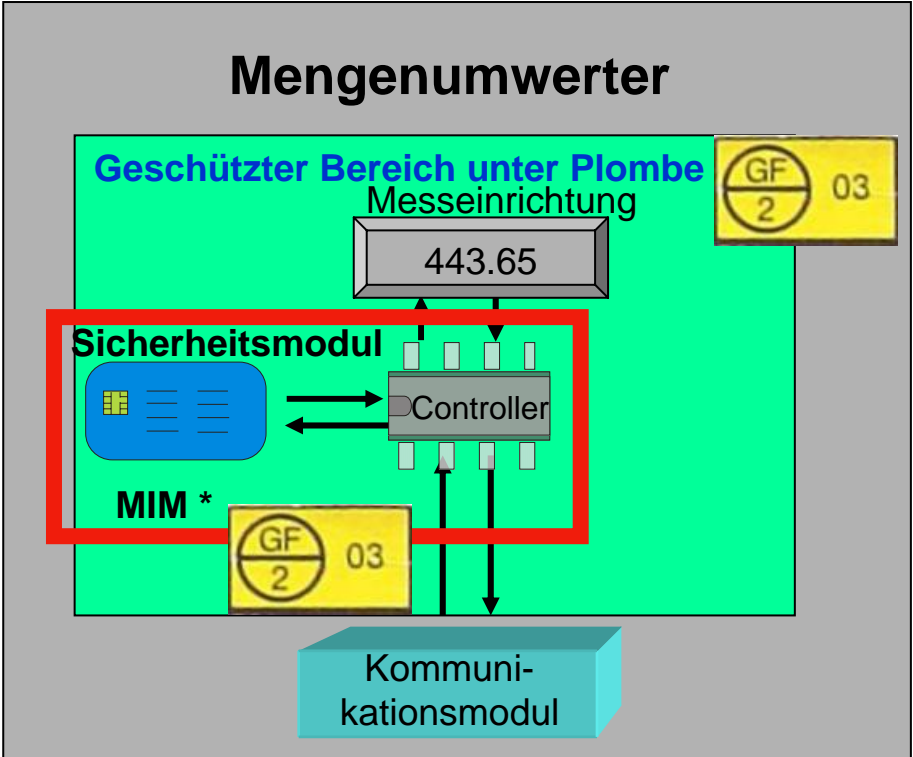 Mengenumwerter
Geschützter Bereich unter Plombe
GF
2
03
Messeinrichtung
443.65
Sicherheitsmodul
Controller
MIM *
GF
2
03
Kommuni-
kationsmodul